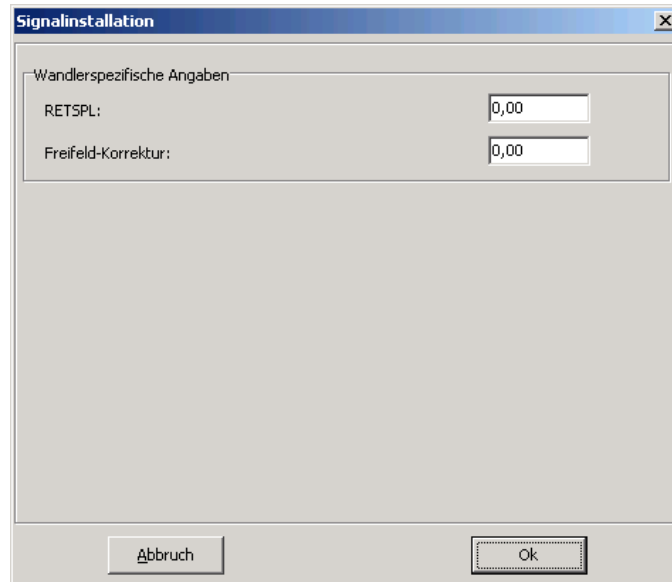 Signalinstallation
Wandlerspezifische Angaben
RETSPL: 0,00
Freifeld-Korrektur: 0,00
Abbruch Ok